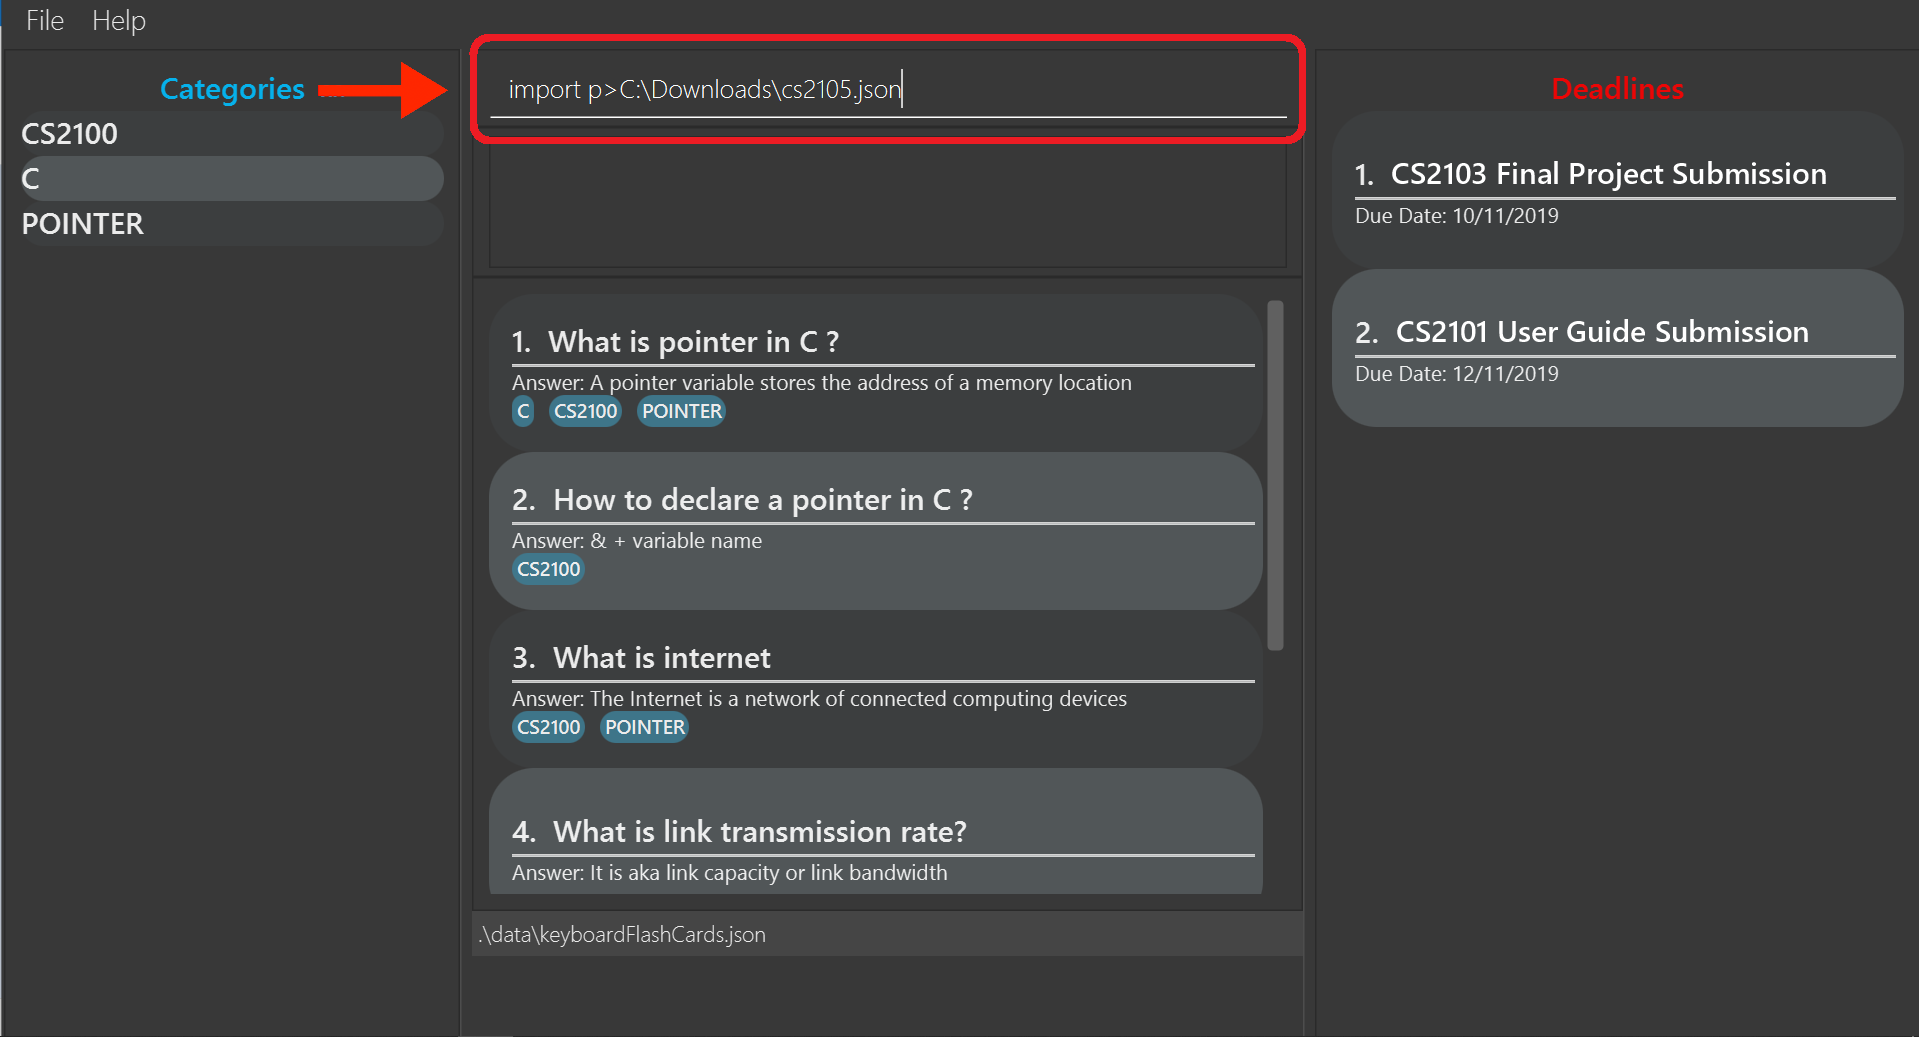 File Help
Categories
CS2100
C
POINTER
import p>C:\Downloads\cs2105.json
1. What is pointer in C ?
Answer: A pointer variable stores the address of a memory location
C CS2100 POINTER
2. How to declare a pointer in C ?
Answer: & + variable name
CS2100
3. What is internet
Answer: The Internet is a network of connected computing devices
CS2100 POINTER
4. What is link transmission rate?
Answer: It is aka link capacity or link bandwidth
.\data\keyboardFlashCards.json
Deadlines
1. CS2103 Final Project Submission
Due Date: 10/11/2019
2. CS2101 User Guide Submission
Due Date: 12/11/2019